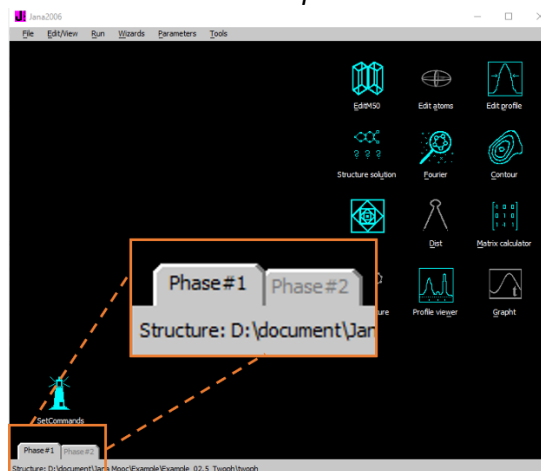 Jana2006
File Edit/View Run Wizards Parameters Tools
EditM50 Edit atoms Edit profile
? ? ?
Structure solution Fourier Contour
Dist Matrix calculator
ure Profile viewer Grapht
Phase#1 Phase#2
Structure: D:\document\Jan
SetCommands
Phase#1 Phase#2
Structure: D:\document\Jana Mooc\Example\Example_02.5_Twoph\twoph